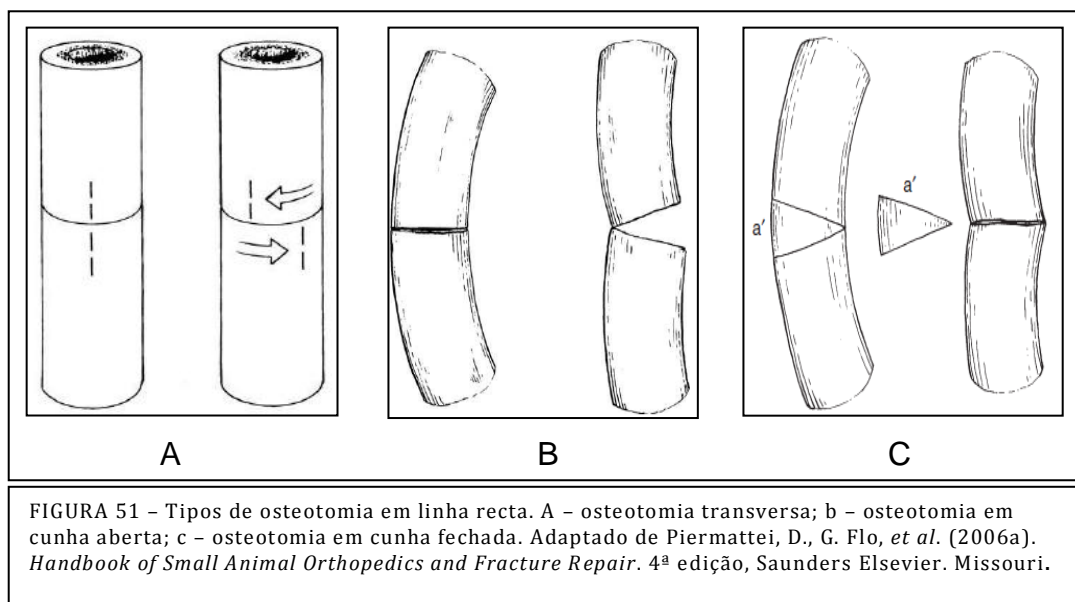 a'
a'
A
B
C
FIGURA 51 – Tipos de osteotomia em linha recta. A – osteotomia transversa; b – osteotomia em
cunha aberta; c – osteotomia em cunha fechada. Adaptado de Piermattei, D., G. Flo, et al. (2006a).
Handbook of Small Animal Orthopedics and Fracture Repair. 4ª edição, Saunders Elsevier. Missouri.